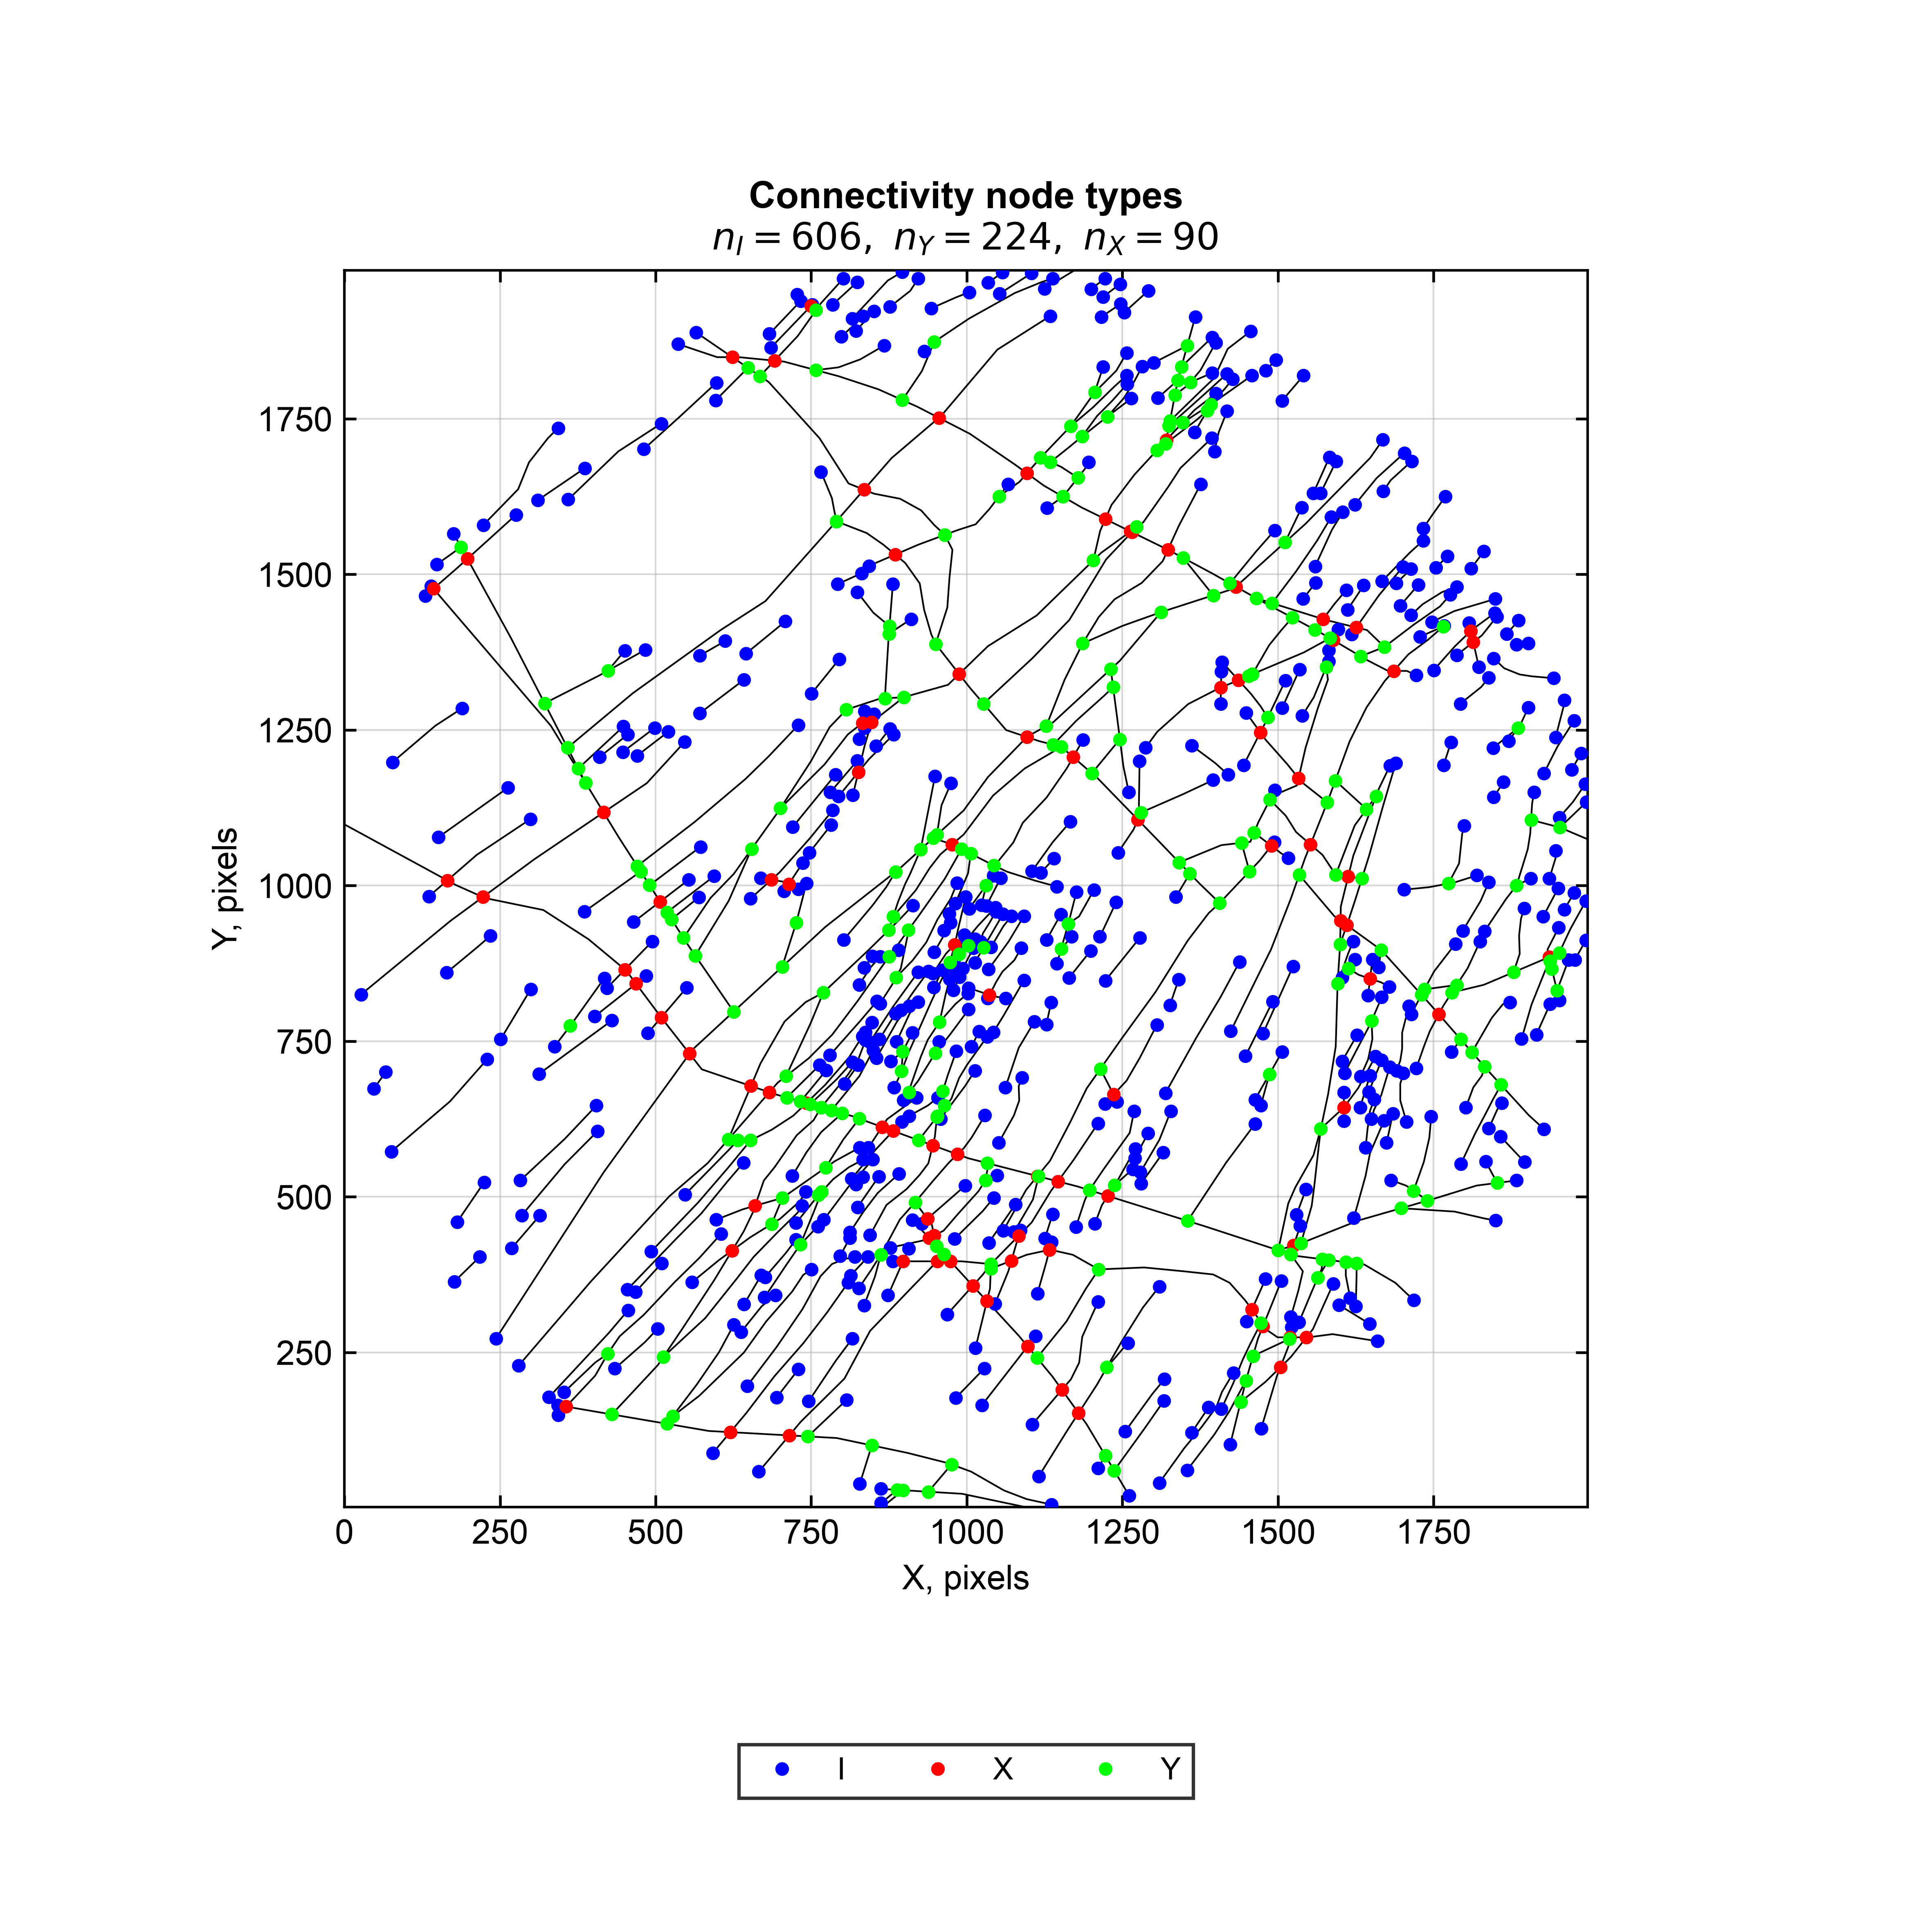 Connectivity node types
n_I = 606, n_Y = 224, n_X = 90
1750
1500
1250
1000
750
500
250
Y, pixels
0 250 500 750 1000 1250 1500 1750
X, pixels
I X Y